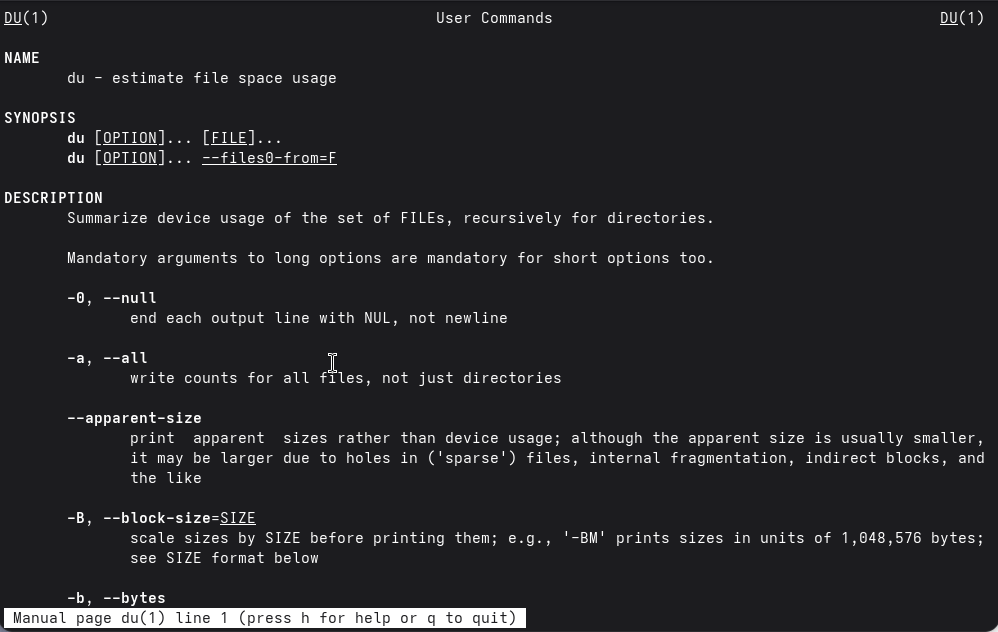 DU(1) User Commands DU(1)
NAME
du - estimate file space usage
SYNOPSIS
du [OPTION]... [FILE]...
du [OPTION]... --files0-from=F
DESCRIPTION
Summarize device usage of the set of FILEs, recursively for directories.
Mandatory arguments to long options are mandatory for short options too.
-0, --null
end each output line with NUL, not newline
-a, --all
write counts for all files, not just directories
--apparent-size
print apparent sizes rather than device usage; although the apparent size is usually smaller,
it may be larger due to holes in ('sparse') files, internal fragmentation, indirect blocks, and
the like
-B, --block-size=SIZE
scale sizes by SIZE before printing them; e.g., '-BM' prints sizes in units of 1,048,576 bytes;
see SIZE format below
-b, --bytes
Manual page du(1) line 1 (press h for help or q to quit)